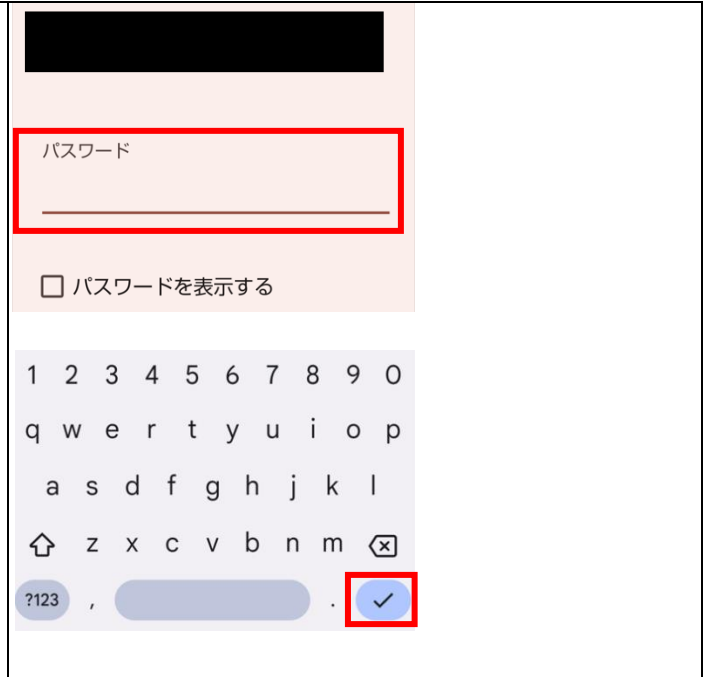 パスワード
パスワードを表示する
1 2 3 4 5 6 7 8 9 0
q w e r t y u i o p
a s d f g h j k l
z x c v b n m
?123 , .